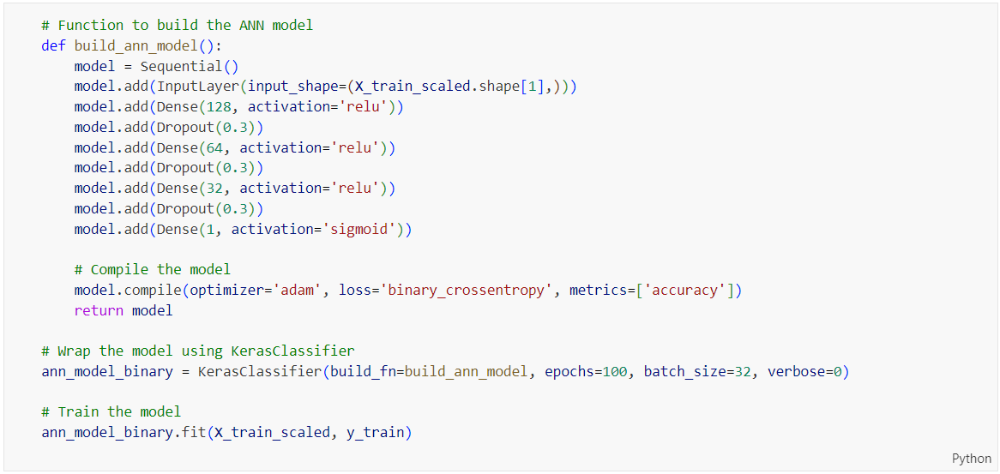 # Function to build the ANN model
def build_ann_model():
    model = Sequential()
    model.add(InputLayer(input_shape=(X_train_scaled.shape[1],)))
    model.add(Dense(128, activation='relu'))
    model.add(Dropout(0.3))
    model.add(Dense(64, activation='relu'))
    model.add(Dropout(0.3))
    model.add(Dense(32, activation='relu'))
    model.add(Dropout(0.3))
    model.add(Dense(1, activation='sigmoid'))

    # Compile the model
    model.compile(optimizer='adam', loss='binary_crossentropy', metrics=['accuracy'])
    return model

# Wrap the model using KerasClassifier
ann_model_binary = KerasClassifier(build_fn=build_ann_model, epochs=100, batch_size=32, verbose=0)

# Train the model
ann_model_binary.fit(X_train_scaled, y_train)
Python